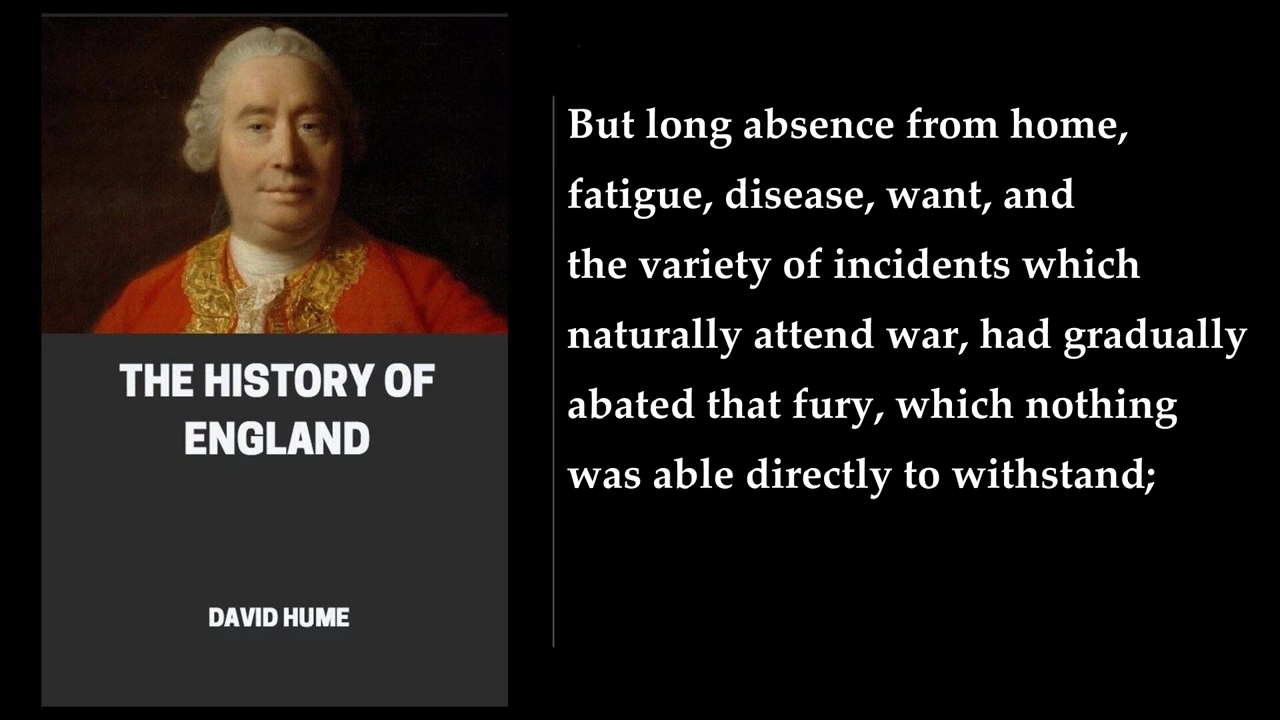 THE HISTORY OF
ENGLAND
DAVID HUME
But long absence from home,
fatigue, disease, want, and
the variety of incidents which
naturally attend war, had gradually
abated that fury, which nothing
was able directly to withstand;